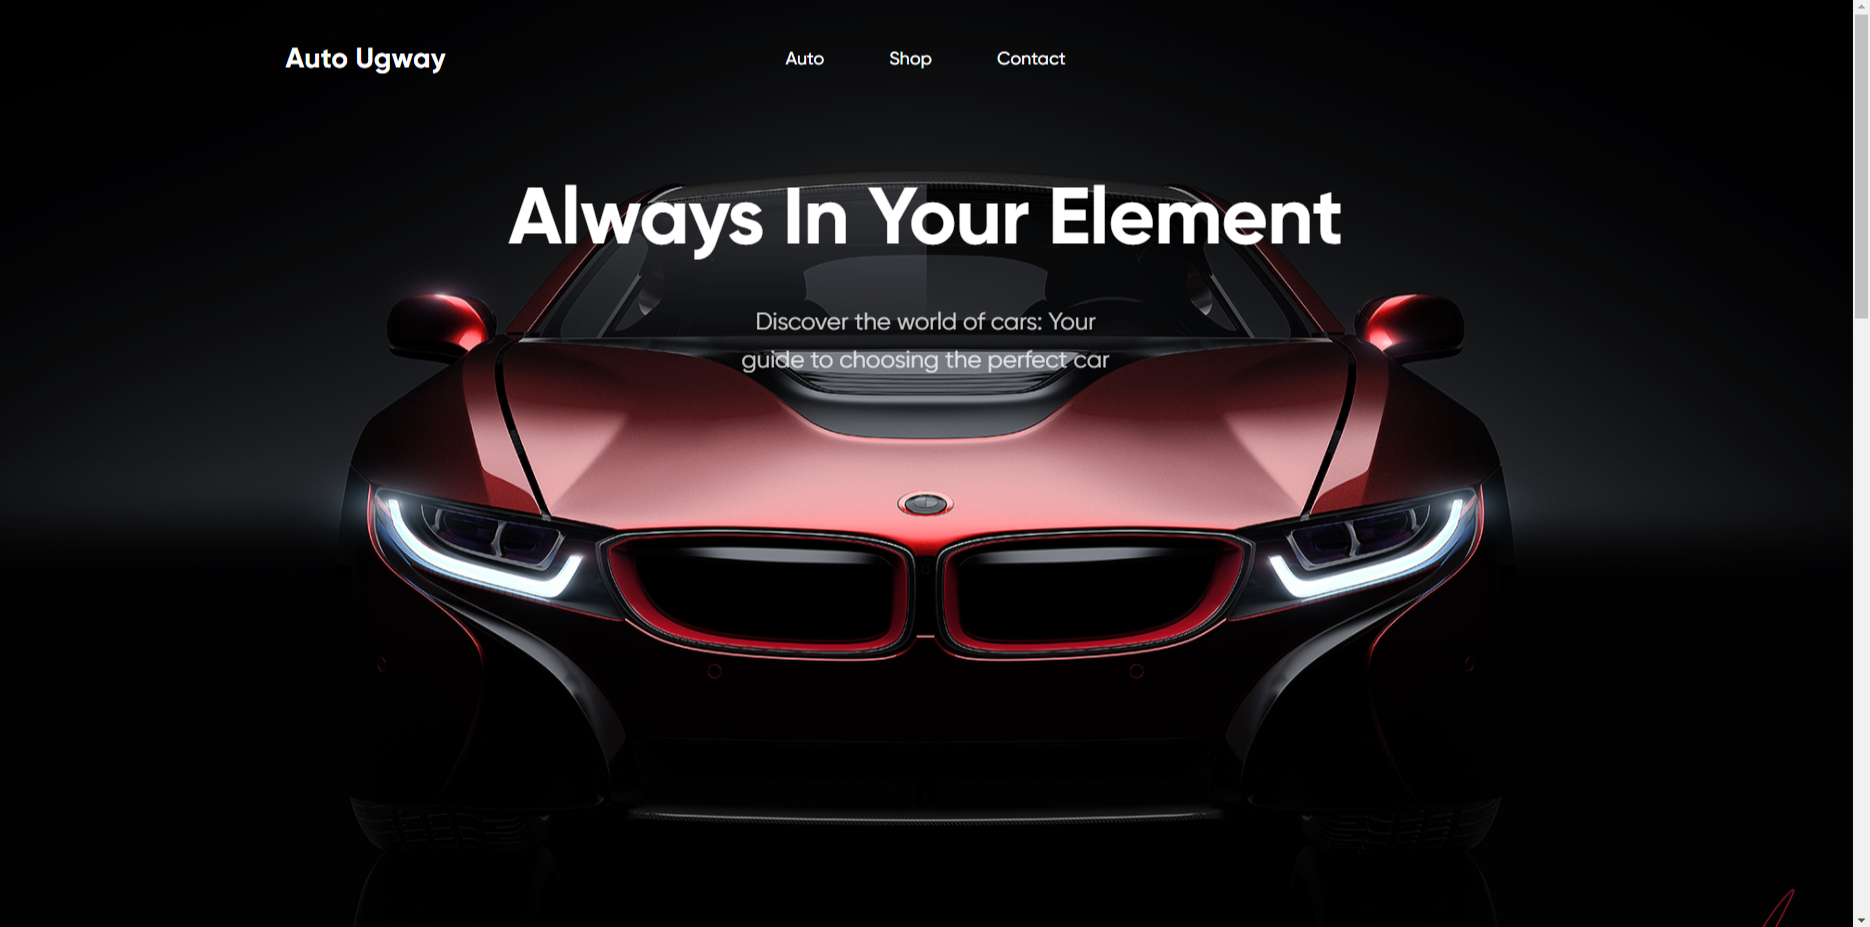 Auto Ugway
Auto
Shop
Contact
Always In Your Element
Discover the world of cars: Your
guide to choosing the perfect car